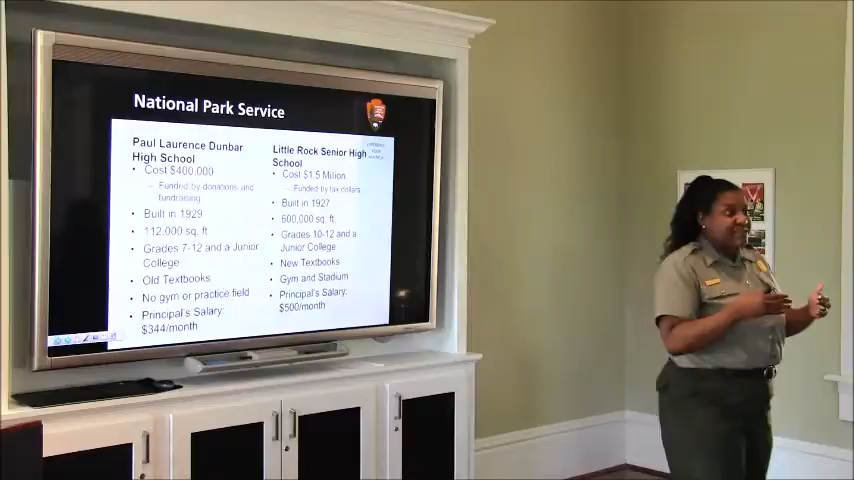 National Park Service
Paul Laurence Dunbar
High School
• Cost $400,000
– Funded by donations and
fundraising
• Built in 1929
• 112,000 sq. ft
• Grades 7-12 and a Junior
College
• Old Textbooks
• No gym or practice field
• Principal's Salary:
$344/month
Little Rock Senior High
School
• Cost $1.5 Million
– Funded by tax dollars
• Built in 1927
• 600,000 sq. ft.
• Grades 10-12 and a
Junior College
• New Textbooks
• Gym and Stadium
• Principal's Salary:
$500/month